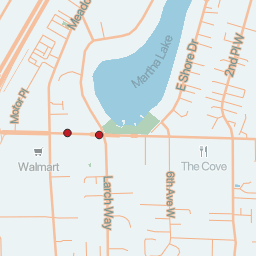 Meado
Martha Lake
E Shore Dr
2nd Pl W
Motor Pl
Walmart
The Cove
Larch Way
6th Ave W